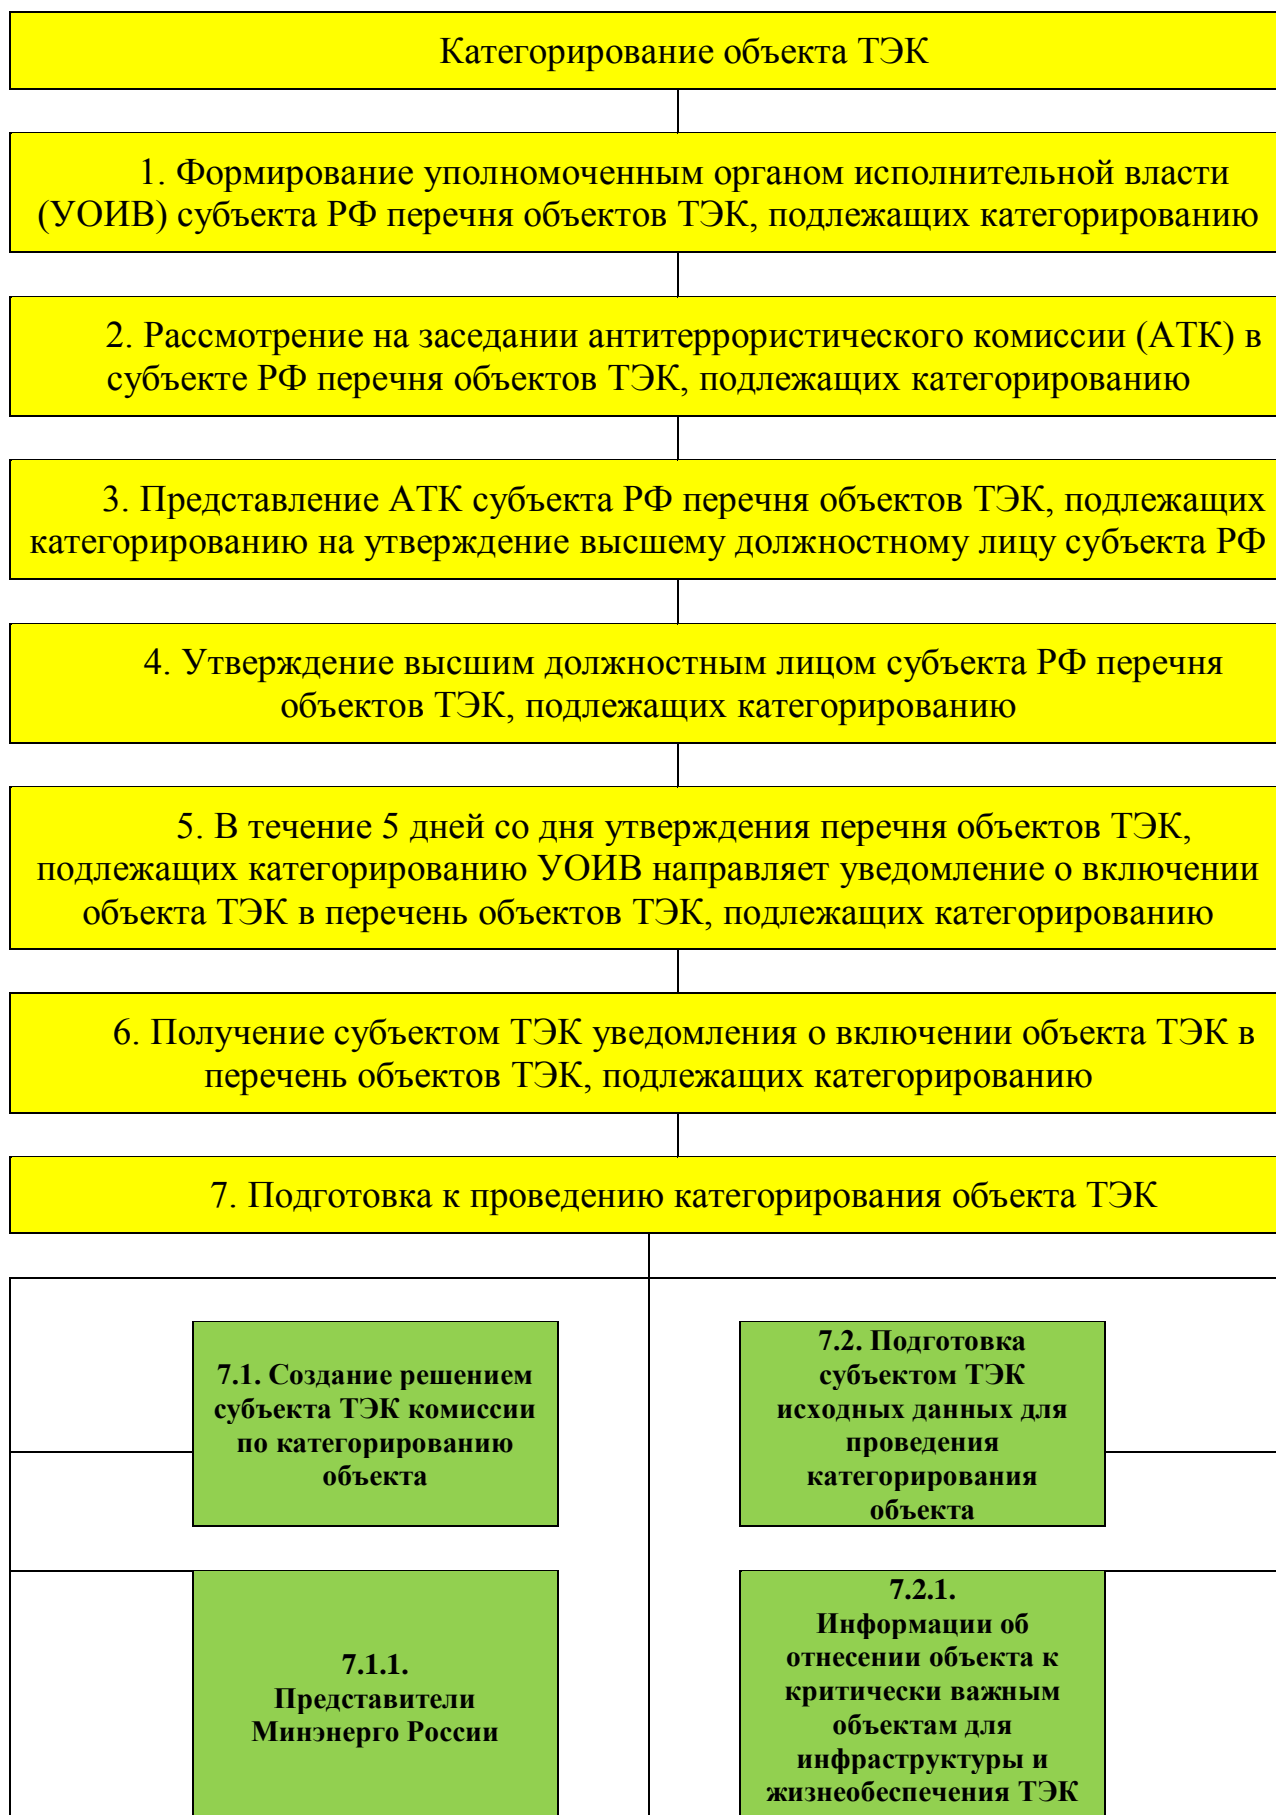 Категорирование объекта ТЭК
1. Формирование уполномоченным органом исполнительной власти
(УОИВ) субъекта РФ перечня объектов ТЭК, подлежащих категорированию
2. Рассмотрение на заседании антитеррористического комиссии (АТК) в
субъекте РФ перечня объектов ТЭК, подлежащих категорированию
3. Представление АТК субъекта РФ перечня объектов ТЭК, подлежащих
категорированию на утверждение высшему должностному лицу субъекта РФ
4. Утверждение высшим должностным лицом субъекта РФ перечня
объектов ТЭК, подлежащих категорированию
5. В течение 5 дней со дня утверждения перечня объектов ТЭК,
подлежащих категорированию УОИВ направляет уведомление о включении
объекта ТЭК в перечень объектов ТЭК, подлежащих категорированию
6. Получение субъектом ТЭК уведомления о включении объекта ТЭК в
перечень объектов ТЭК, подлежащих категорированию
7. Подготовка к проведению категорирования объекта ТЭК
7.1. Создание решением
субъекта ТЭК комиссии
по категорированию
объекта
7.2. Подготовка
субъектом ТЭК
исходных данных для
проведения
категорирования
объекта
7.1.1.
Представители
Минэнерго России
7.2.1.
Информации об
отнесении объекта к
критически важным
объектам для
инфраструктуры и
жизнеобеспечения ТЭК